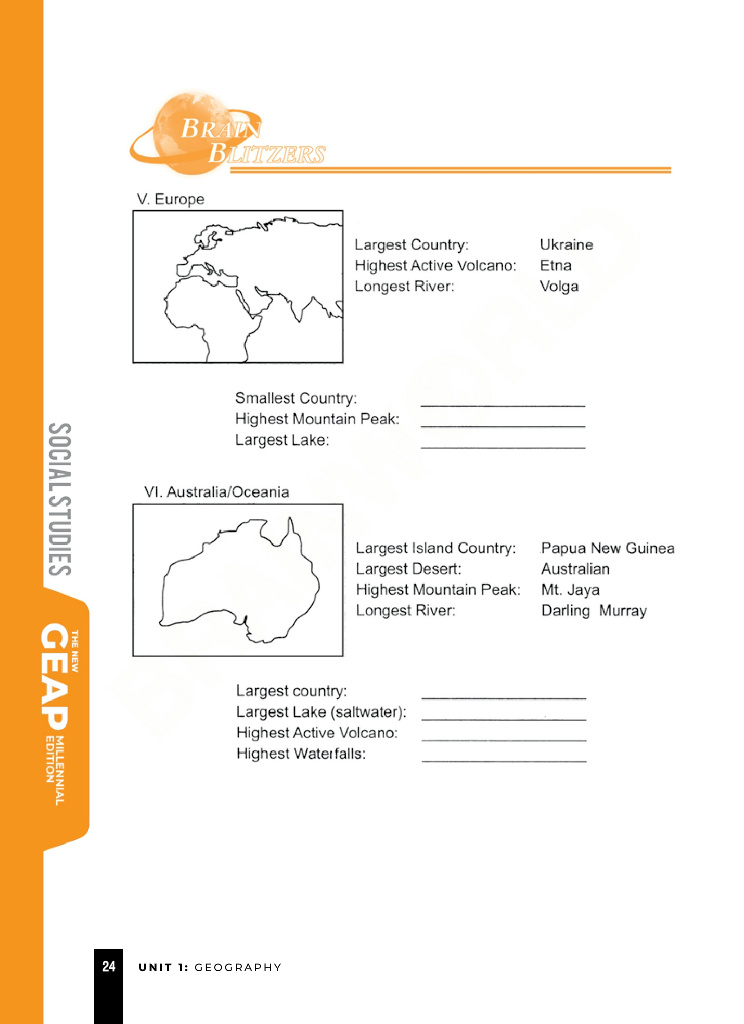 BRAIN
BLITZERS
V. Europe
Largest Country: Ukraine
Highest Active Volcano: Etna
Longest River: Volga
Smallest Country: ____________________
Highest Mountain Peak: ____________________
Largest Lake: ____________________
VI. Australia/Oceania
Largest Island Country: Papua New Guinea
Largest Desert: Australian
Highest Mountain Peak: Mt. Jaya
Longest River: Darling Murray
Largest country: ____________________
Largest Lake (saltwater): ____________________
Highest Active Volcano: ____________________
Highest Waterfalls: ____________________
SOCIAL STUDIES
THE NEW
GEAP
MILLENNIAL
EDITION
24 UNIT 1: GEOGRAPHY